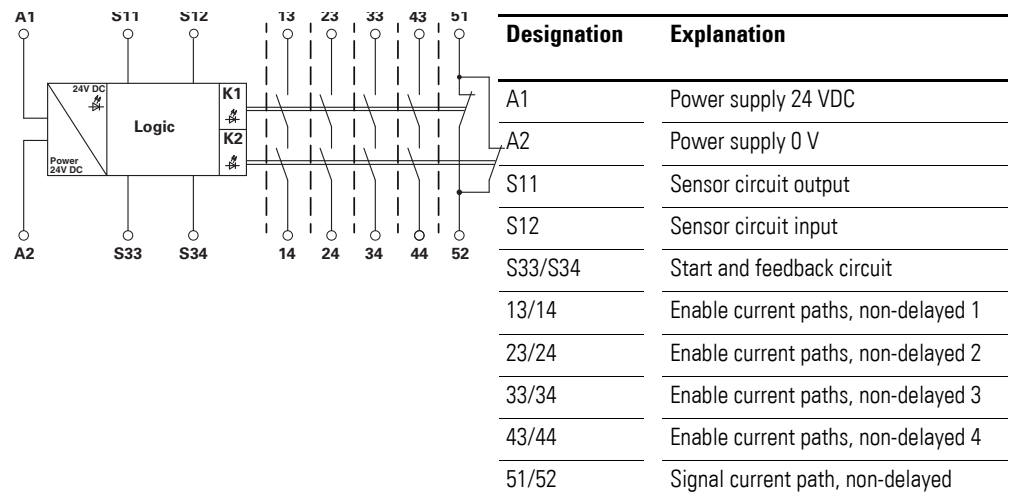 A1 S11 S12 13 23 33 43 51
24V DC
K1
Logic
K2
Power
24V DC
A2 S33 S34 14 24 34 44 52
Designation Explanation
A1 Power supply 24 VDC
A2 Power supply 0 V
S11 Sensor circuit output
S12 Sensor circuit input
S33/S34 Start and feedback circuit
13/14 Enable current paths, non-delayed 1
23/24 Enable current paths, non-delayed 2
33/34 Enable current paths, non-delayed 3
43/44 Enable current paths, non-delayed 4
51/52 Signal current path, non-delayed